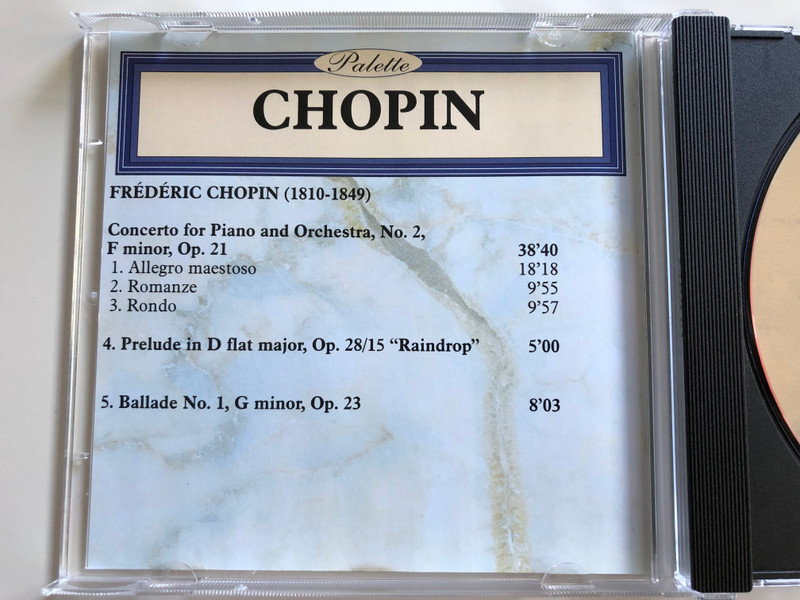 Palette
CHOPIN
FRÉDÉRIC CHOPIN (1810-1849)
Concerto for Piano and Orchestra, No. 2,
F minor, Op. 21 38'40
1. Allegro maestoso 18'18
2. Romanze 9'55
3. Rondo 9'57
4. Prelude in D flat major, Op. 28/15 “Raindrop” 5'00
5. Ballade No. 1, G minor, Op. 23 8'03